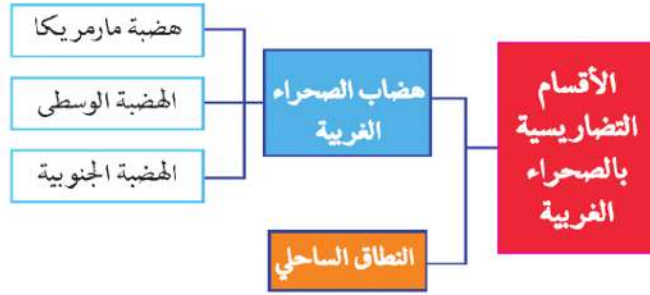 الأقسام
التضاريسية
بالصحراء
الغربية
هضاب الصحراء
الغربية
هضبة مارمريكا
الهضبة الوسطى
الهضبة الجنوبية
النطاق الساحلي